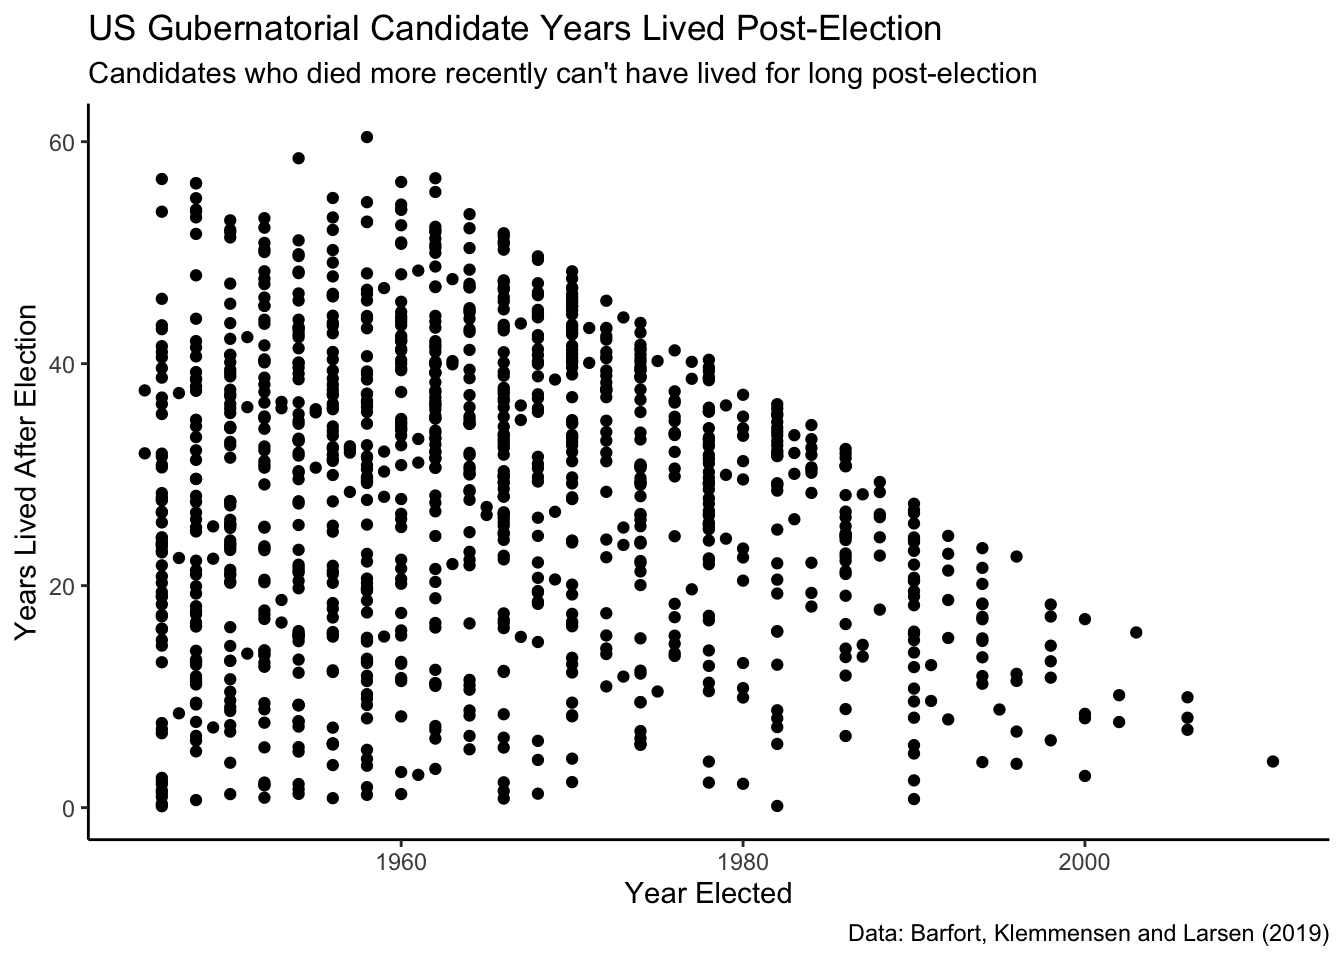 US Gubernatorial Candidate Years Lived Post-Election
Candidates who died more recently can't have lived for long post-election
Years Lived After Election
60
40
20
0
1960 1980 2000
Year Elected
Data: Barfort, Klemmensen and Larsen (2019)